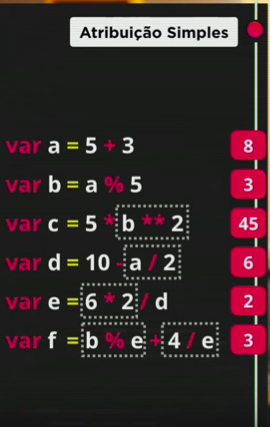 Atribuição Simples
var a = 5 + 3 8
var b = a % 5 3
var c = 5 * b ** 2 45
var d = 10 - a / 2 6
var e = 6 * 2 / d 2
var f = b % e + 4 / e 3